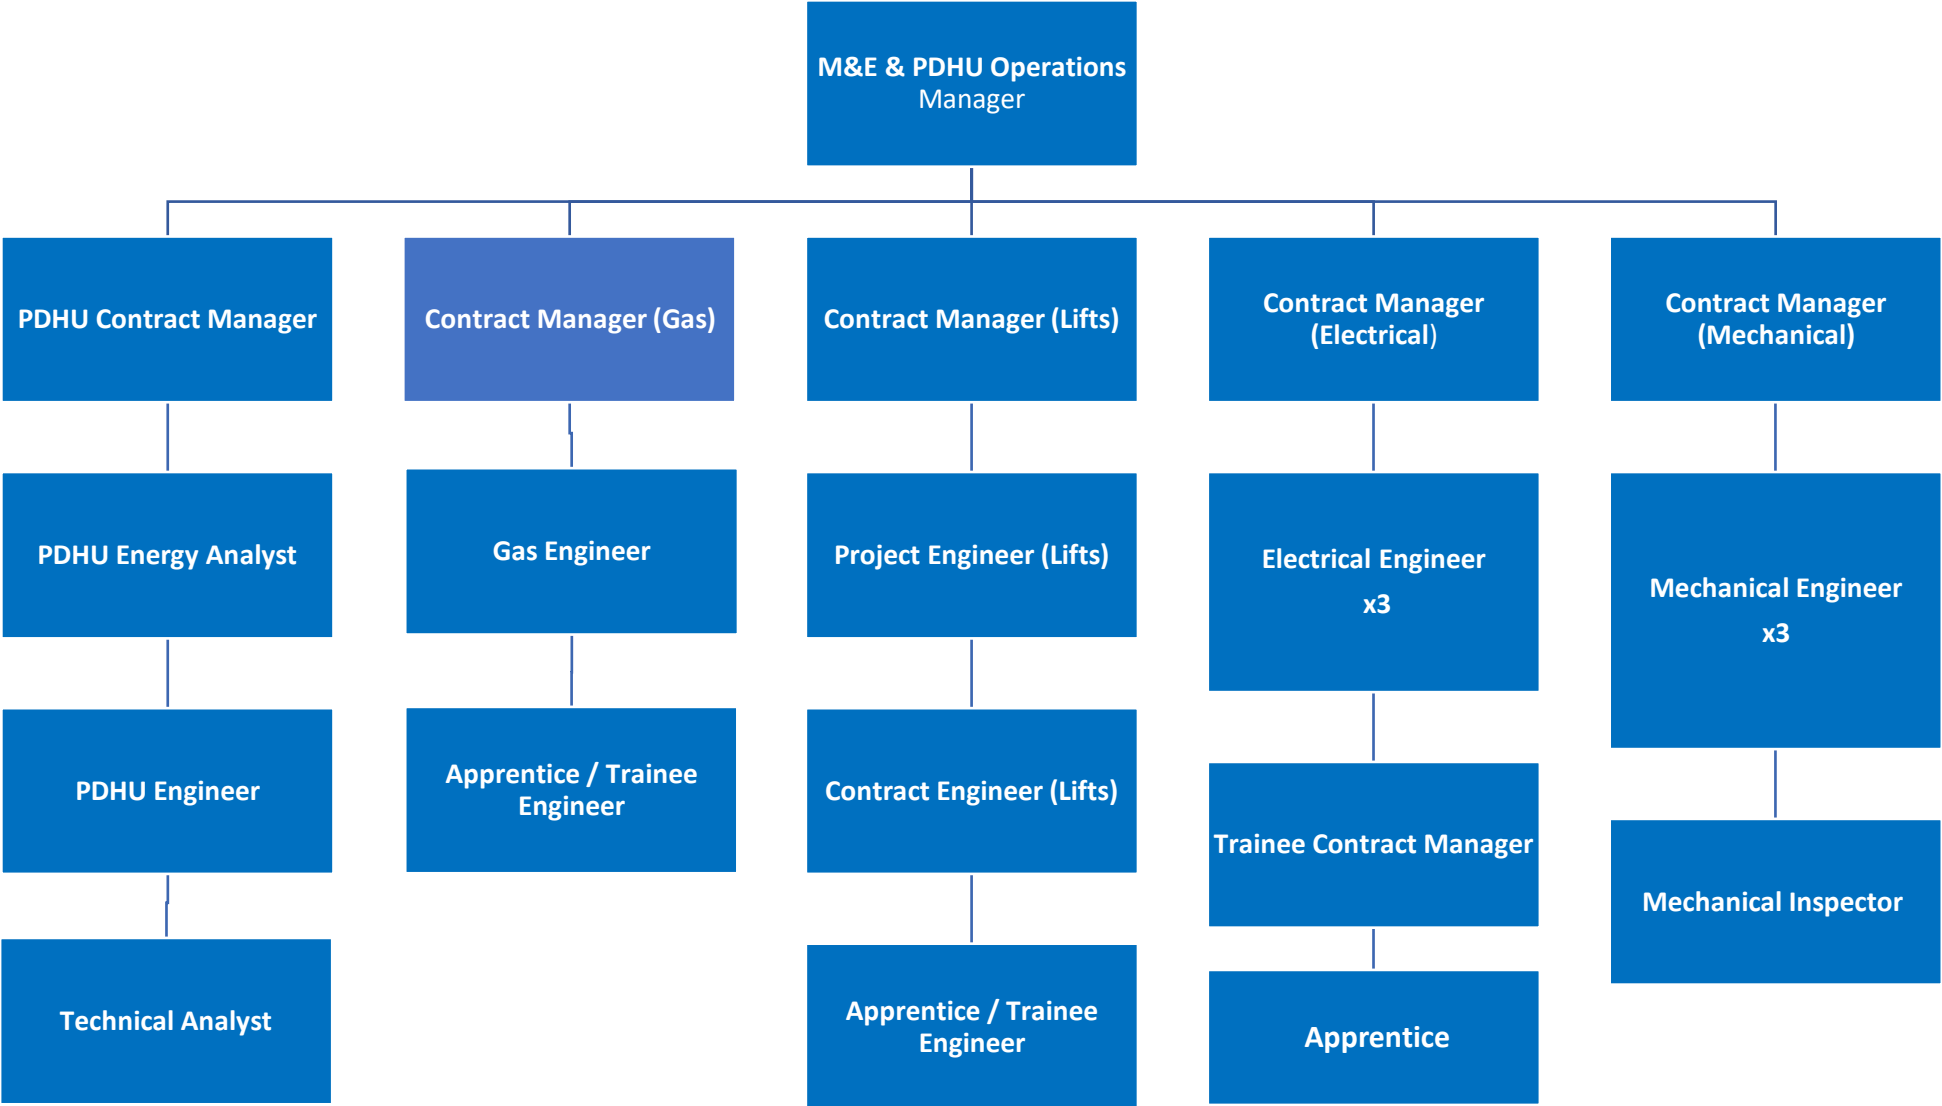 M&E & PDHU Operations
Manager
PDHU Contract Manager
Contract Manager (Gas)
Contract Manager (Lifts)
Contract Manager
(Electrical)
Contract Manager
(Mechanical)
PDHU Energy Analyst
Gas Engineer
Project Engineer (Lifts)
Electrical Engineer
x3
Mechanical Engineer
x3
PDHU Engineer
Apprentice / Trainee
Engineer
Contract Engineer (Lifts)
Trainee Contract Manager
Mechanical Inspector
Technical Analyst
Apprentice / Trainee
Engineer
Apprentice